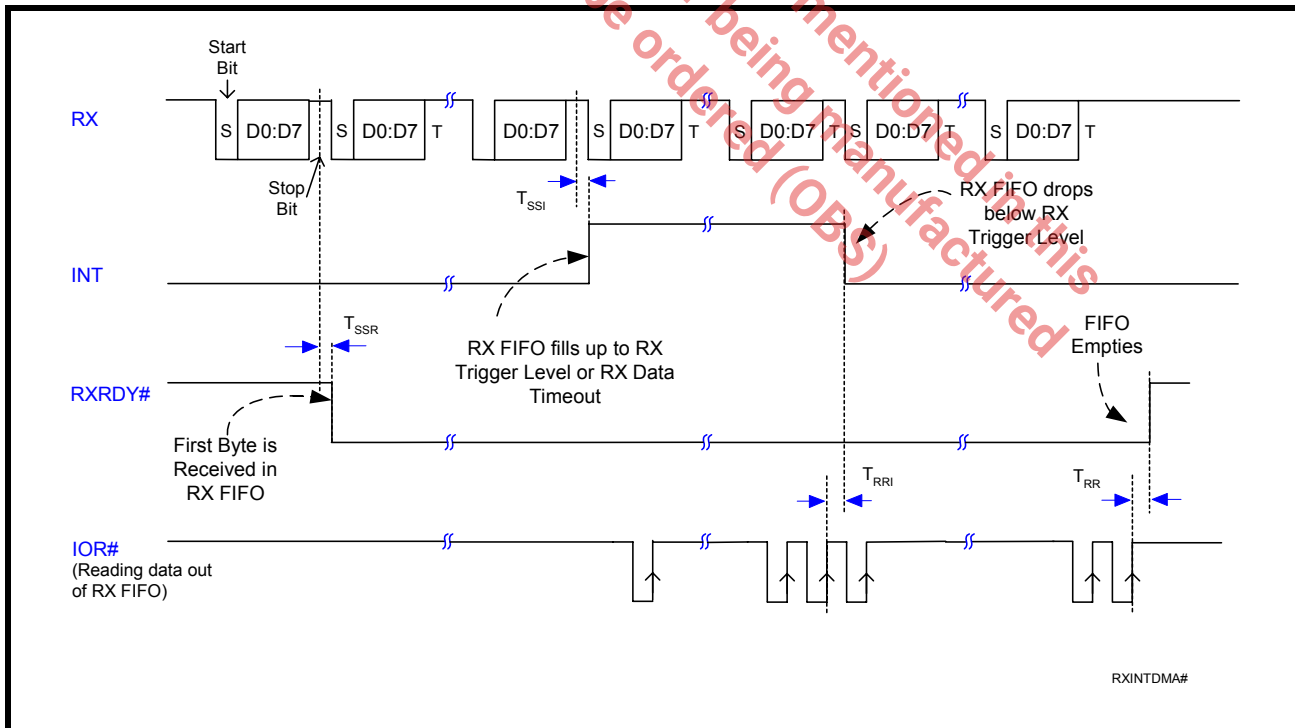 mentioned in this
being manufactured
be ordered (OBS)
Start
Bit
RX
S D0:D7 S D0:D7 T D0:D7 S D0:D7 T S D0:D7 T S D0:D7 T S D0:D7 T
Stop
Bit
TSSI
RX FIFO drops
below RX
Trigger Level
INT
TSSR
RX FIFO fills up to RX
Trigger Level or RX Data
Timeout
FIFO
Empties
RXRDY#
First Byte is
Received in
RX FIFO
TRRI
TRR
IOR#
(Reading data out
of RX FIFO)
RXINTDMA#